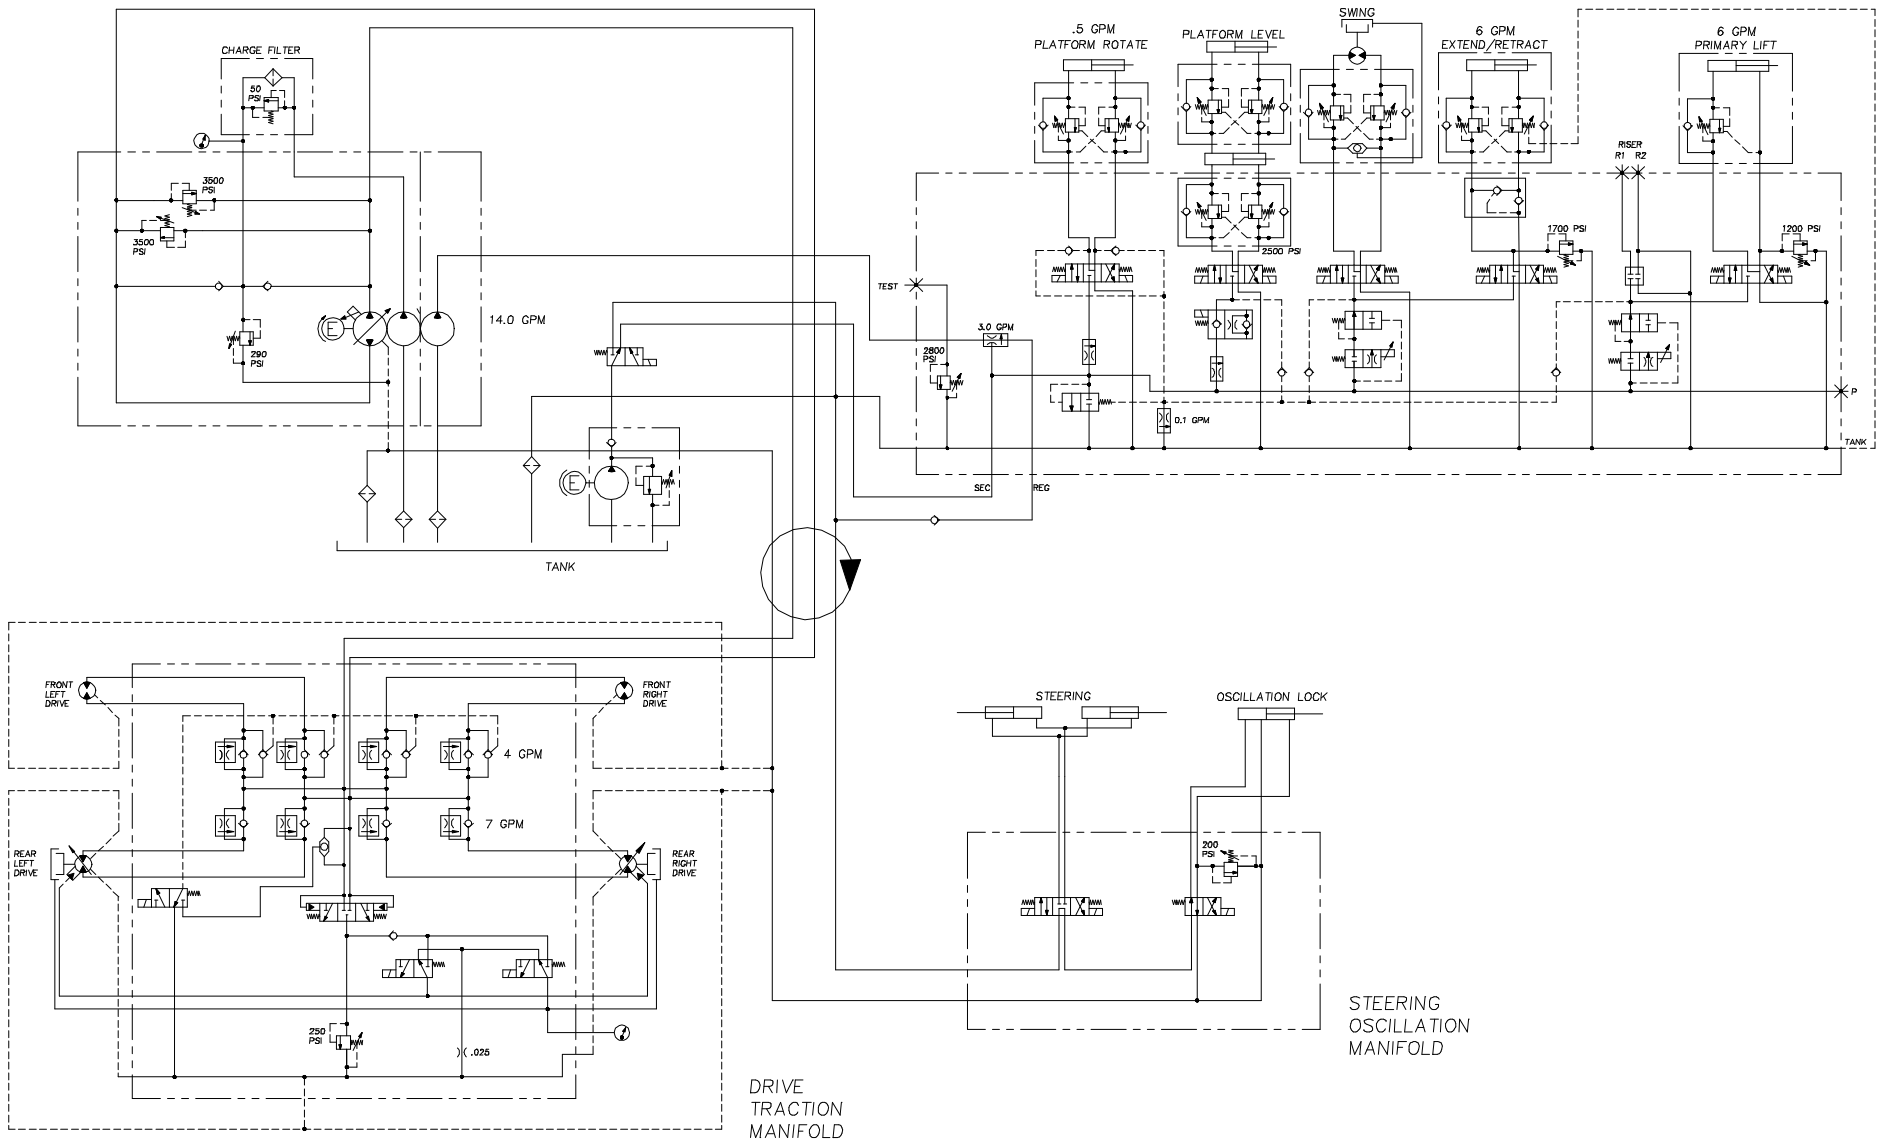 CHARGE FILTER
50
PSI
3500
PSI
3500
PSI
290
PSI
E
14.0 GPM
E
TANK
.5 GPM
PLATFORM ROTATE
PLATFORM LEVEL
SWING
6 GPM
EXTEND/RETRACT
6 GPM
PRIMARY LIFT
RISER
R1 R2
2500 PSI
1700 PSI
1200 PSI
TEST
3.0 GPM
2800
PSI
0.1 GPM
P
TANK
SEC
REG
FRONT
LEFT
DRIVE
FRONT
RIGHT
DRIVE
4 GPM
7 GPM
REAR
LEFT
DRIVE
REAR
RIGHT
DRIVE
250
PSI
.025
DRIVE
TRACTION
MANIFOLD
STEERING
OSCILLATION LOCK
200
PSI
STEERING
OSCILLATION
MANIFOLD